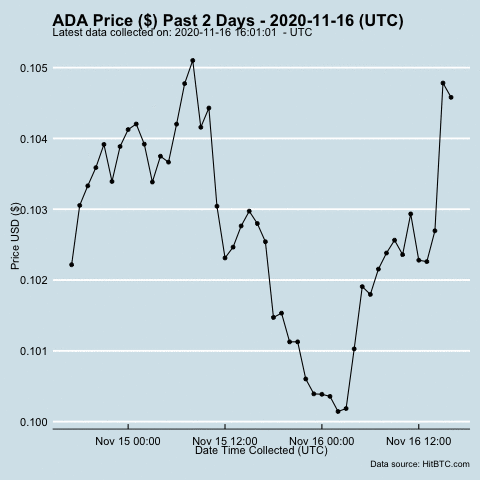 ADA Price ($) Past 2 Days - 2020-11-16 (UTC)
Latest data collected on: 2020-11-16 16:01:01 - UTC
0.105
0.104
0.103
0.102
0.101
0.100
Price USD ($)
Nov 15 00:00 Nov 15 12:00 Nov 16 00:00 Nov 16 12:00
Date Time Collected (UTC)
Data source: HitBTC.com